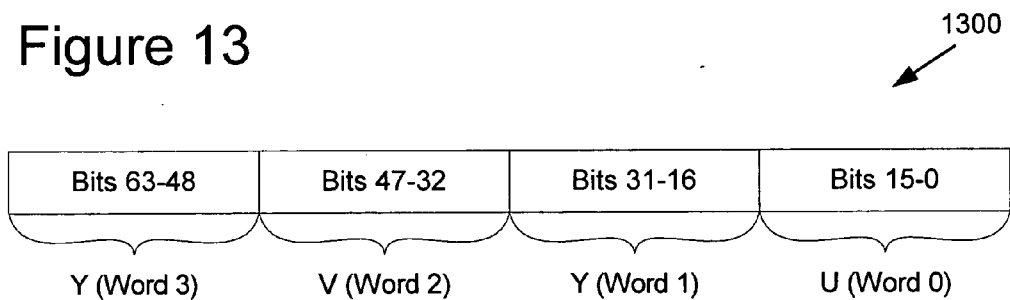 Figure 13
1300
Bits 63-48 Bits 47-32 Bits 31-16 Bits 15-0
Y (Word 3) V (Word 2) Y (Word 1) U (Word 0)